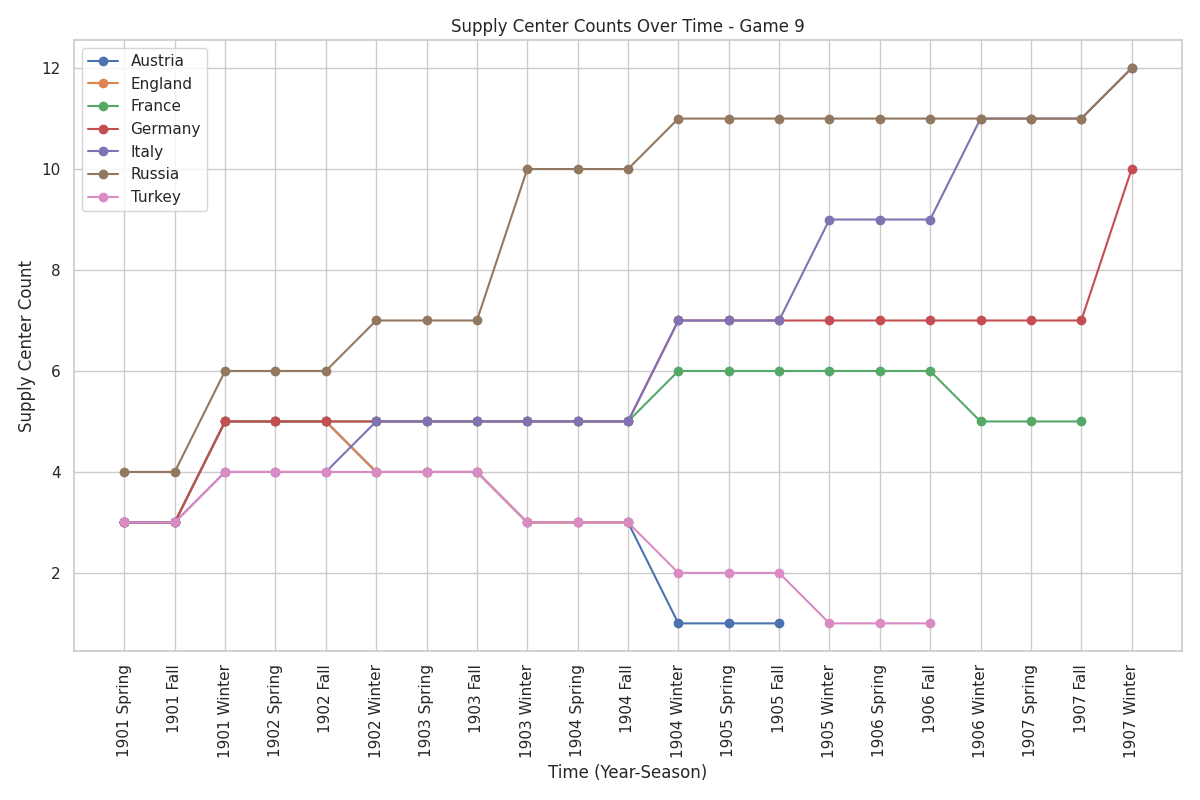 Supply Center Counts Over Time - Game 9
Austria
England
France
Germany
Italy
Russia
Turkey
12
10
8
6
4
2
Supply Center Count
1901 Spring
1901 Fall
1901 Winter
1902 Spring
1902 Fall
1902 Winter
1903 Spring
1903 Fall
1903 Winter
1904 Spring
1904 Fall
1904 Winter
1905 Spring
1905 Fall
1905 Winter
1906 Spring
1906 Fall
1906 Winter
1907 Spring
1907 Fall
1907 Winter
Time (Year-Season)